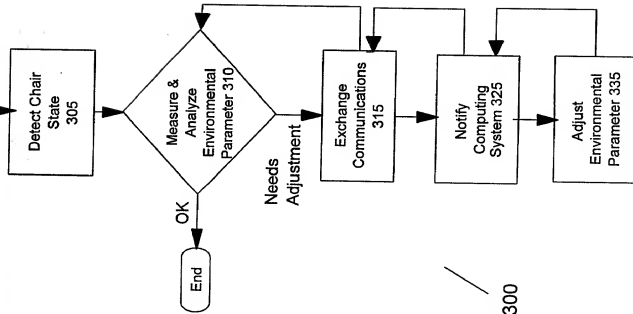 Detect Chair
State
305
Measure &
Analyze
Environmental
Parameter 310
OK
End
Needs
Adjustment
Exchange
Communications
315
Notify
Computing
System 325
Adjust
Environmental
Parameter 335
300